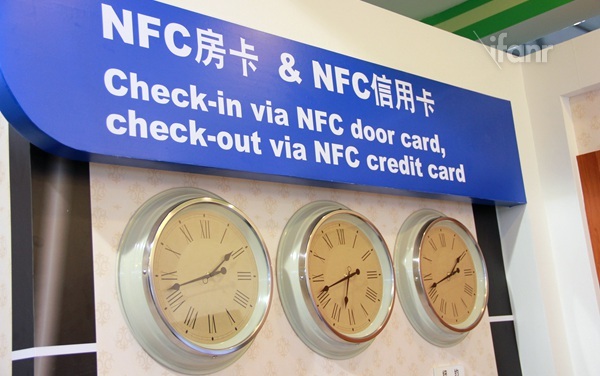 ifanr
NFC房卡 & NFC信用卡
Check-in via NFC door card,
check-out via NFC credit card